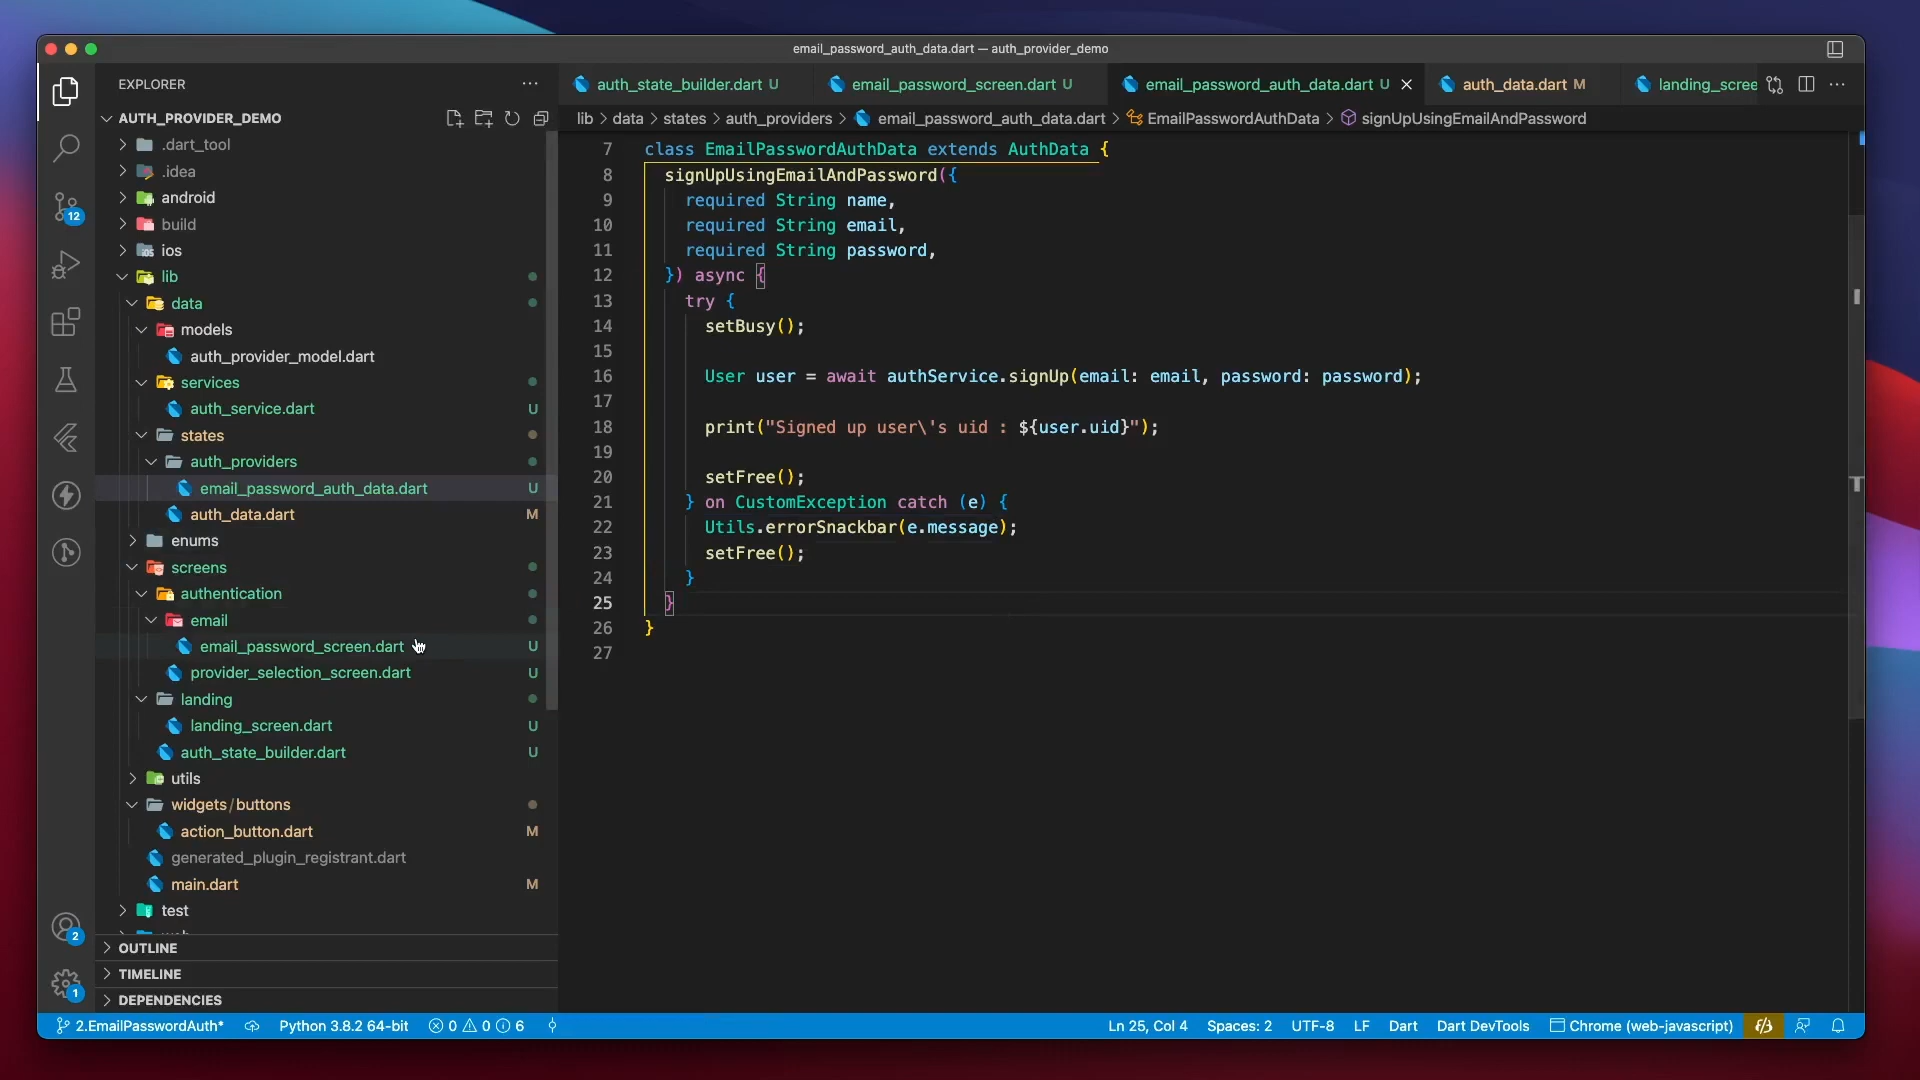 email_password_auth_data.dart — auth_provider_demo
EXPLORER
auth_state_builder.dart U
email_password_screen.dart U
email_password_auth_data.dart U
auth_data.dart M
landing_scree
AUTH_PROVIDER_DEMO
lib > data > states > auth_providers > email_password_auth_data.dart > EmailPasswordAuthData > signUpUsingEmailAndPassword
.dart_tool
.idea
android
build
ios
lib
data
models
auth_provider_model.dart
services
auth_service.dart U
states
auth_providers
email_password_auth_data.dart U
auth_data.dart M
enums
screens
authentication
email
email_password_screen.dart U
provider_selection_screen.dart U
landing
landing_screen.dart U
auth_state_builder.dart U
utils
widgets/buttons
action_button.dart M
generated_plugin_registrant.dart
main.dart M
test
OUTLINE
TIMELINE
DEPENDENCIES
12
2
1
7 class EmailPasswordAuthData extends AuthData {
8 signUpUsingEmailAndPassword({
9 required String name,
10 required String email,
11 required String password,
12 }) async {
13 try {
14 setBusy();
15
16 User user = await authService.signUp(email: email, password: password);
17
18 print("Signed up user\'s uid : ${user.uid}");
19
20 setFree();
21 } on CustomException catch (e) {
22 Utils.errorSnackbar(e.message);
23 setFree();
24 }
25 }
26 }
27
2.EmailPasswordAuth* Python 3.8.2 64-bit 0 0 6 Ln 25, Col 4 Spaces: 2 UTF-8 LF Dart Dart DevTools Chrome (web-javascript)